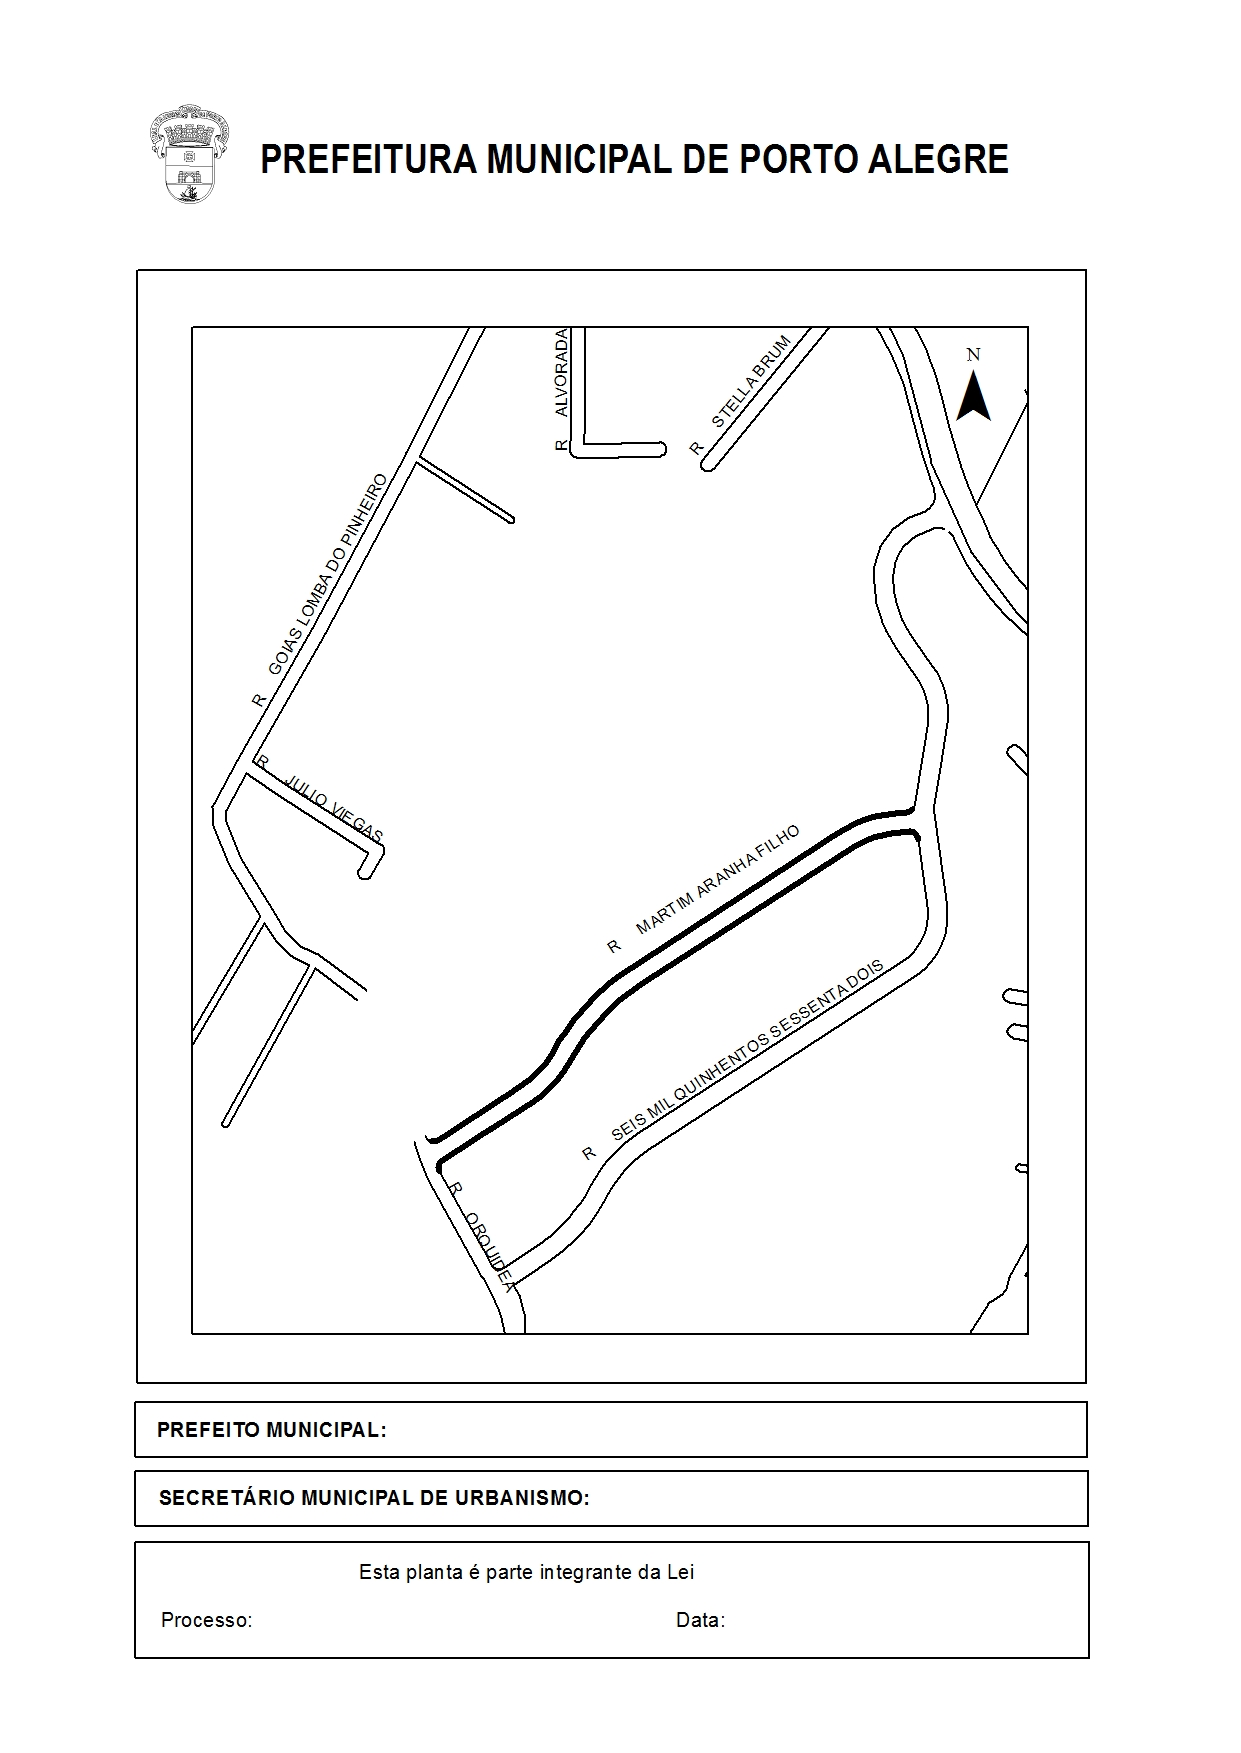 PREFEITURA MUNICIPAL DE PORTO ALEGRE
N
R ALVORADA
R STELLA BRUM
R GOIAS LOMBA DO PINHEIRO
R JULIO VIEGAS
R MARTIM ARANHA FILHO
R SEIS MIL QUINHENTOS SESSENTA DOIS
R ORQUIDEA
PREFEITO MUNICIPAL:
SECRETÁRIO MUNICIPAL DE URBANISMO:
Esta planta é parte integrante da Lei
Processo: Data: